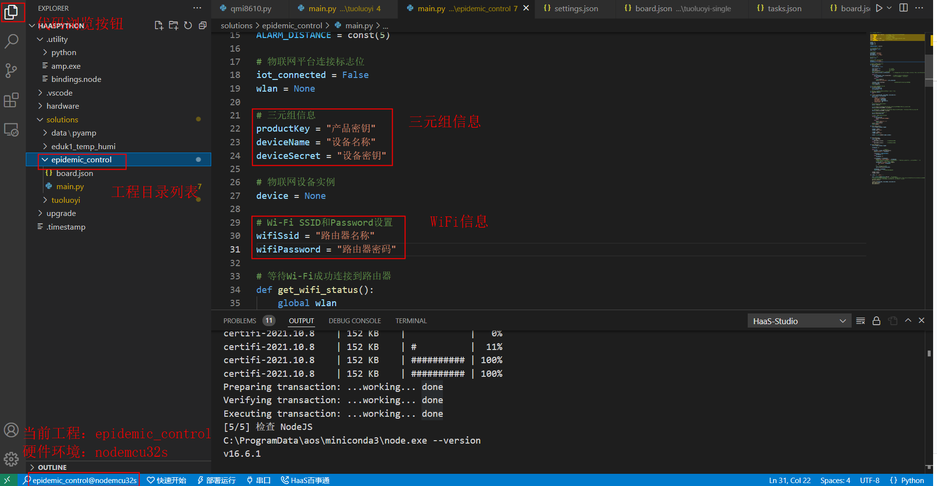 EXPLORER
代码浏览按钮
HAASPYTHON
.utility
python
amp.exe
bindings.node
.vscode
hardware
solutions
data \ pyamp
eduk1_temp_humi
epidemic_control
board.json
main.py 7
工程目录列表
tuoluoyi
upgrade
.timestamp
当前工程：epidemic_control
硬件环境：nodemcu32s
OUTLINE
qmi8610.py
main.py ...\tuoluoyi 4
main.py ...\epidemic_control 7
settings.json
board.json ...\tuoluoyi-single
tasks.json
board.js
solutions > epidemic_control > main.py > ...
15 ALARM_DISTANCE = const(5)
16
17 # 物联网平台连接标志位
18 iot_connected = False
19 wlan = None
20
21 # 三元组信息
22 productKey = "产品密钥"
三元组信息
23 deviceName = "设备名称"
24 deviceSecret = "设备密钥"
25
26 # 物联网设备实例
27 device = None
28
29 # Wi-Fi SSID和Password设置
WiFi信息
30 wifiSsid = "路由器名称"
31 wifiPassword = "路由器密码"
32
33 # 等待Wi-Fi成功连接到路由器
34 def get_wifi_status():
35 global wlan
PROBLEMS 11 OUTPUT DEBUG CONSOLE TERMINAL
HaaS-Studio
certifi-2021.10.8 | 152 KB | | 0%
certifi-2021.10.8 | 152 KB | # | 11%
certifi-2021.10.8 | 152 KB | ########## | 100%
certifi-2021.10.8 | 152 KB | ########## | 100%
Preparing transaction: ...working... done
Verifying transaction: ...working... done
Executing transaction: ...working... done
[5/5] 检查 NodeJS
C:\ProgramData\aos\miniconda3\node.exe --version
v16.6.1
epidemic_control@nodemcu32s 快速开始 部署运行 串口 HaaS百事通 Ln 31, Col 22 Spaces: 4 UTF-8 Python